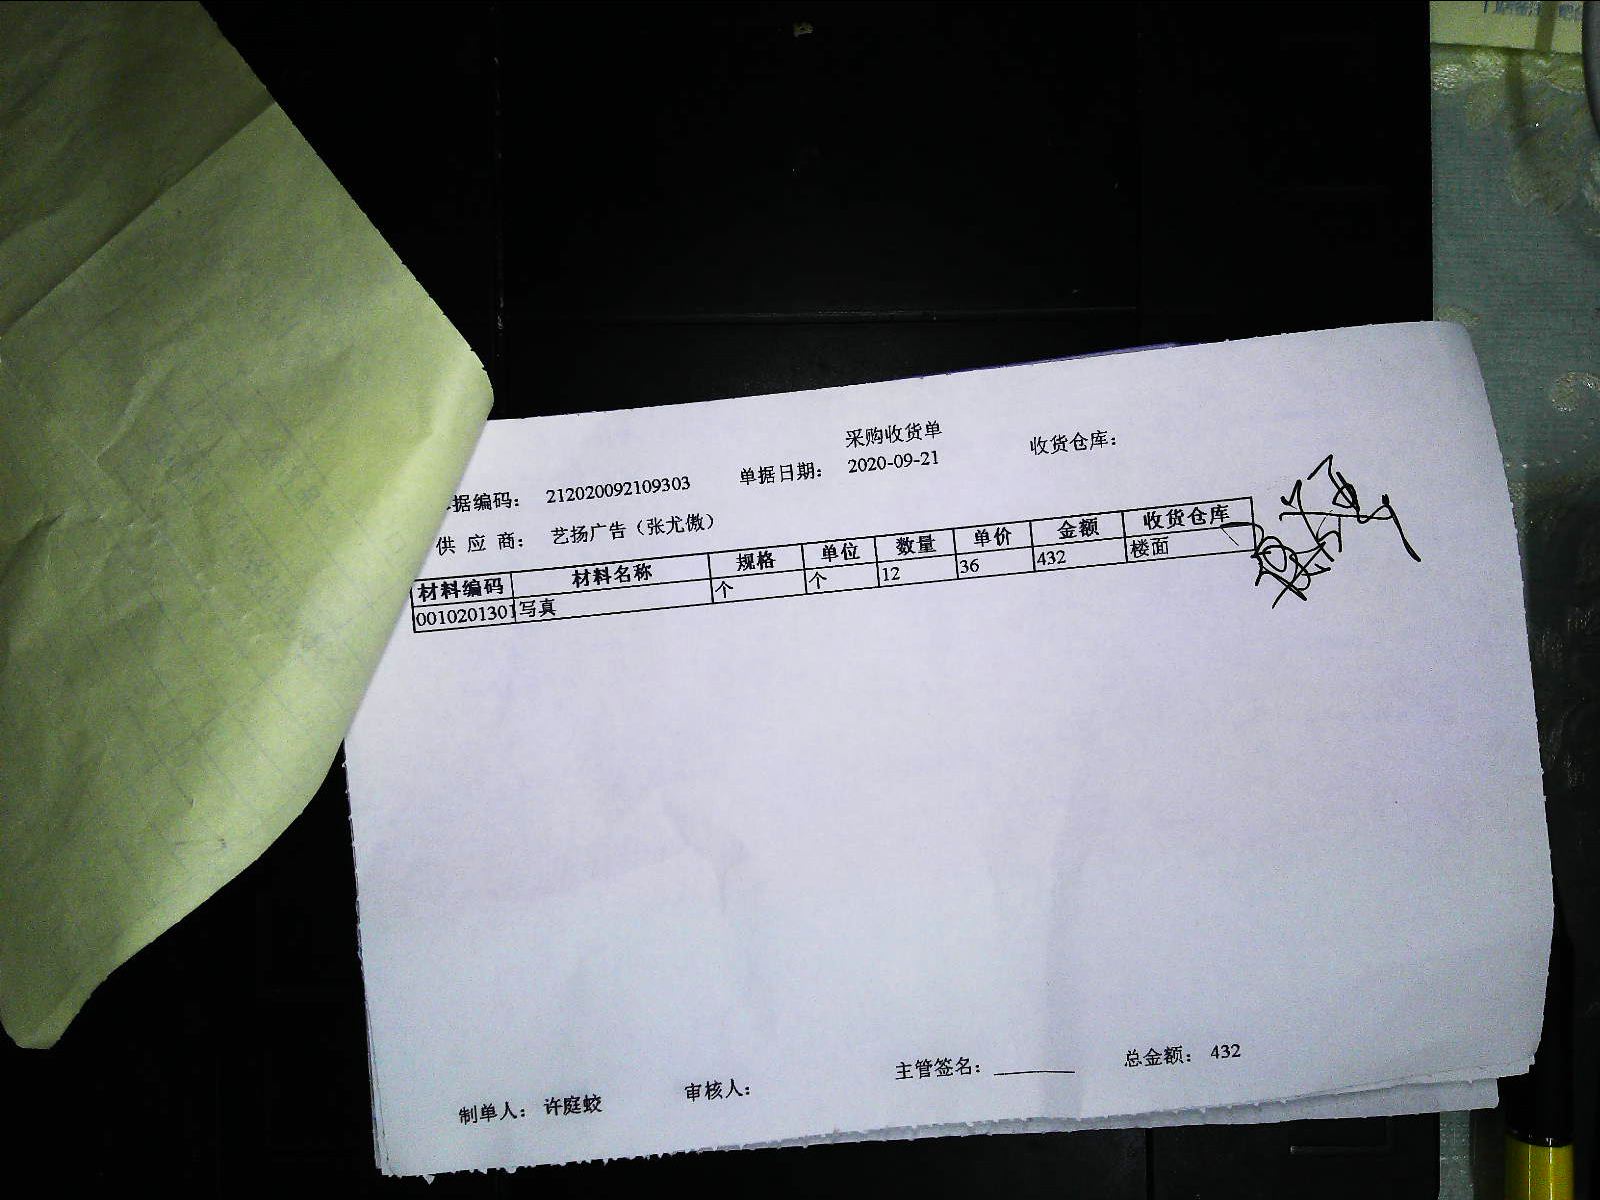 采购收货单
据编码: 212020092109303 单据日期: 2020-09-21 收货仓库:
供 应 商: 艺扬广告（张尤傲）
材料编码 材料名称 规格 单位 数量 单价 金额 收货仓库
0010201301 写真 个 个 12 36 432 楼面
制单人: 许庭蛟 审核人: 主管签名: 总金额: 432